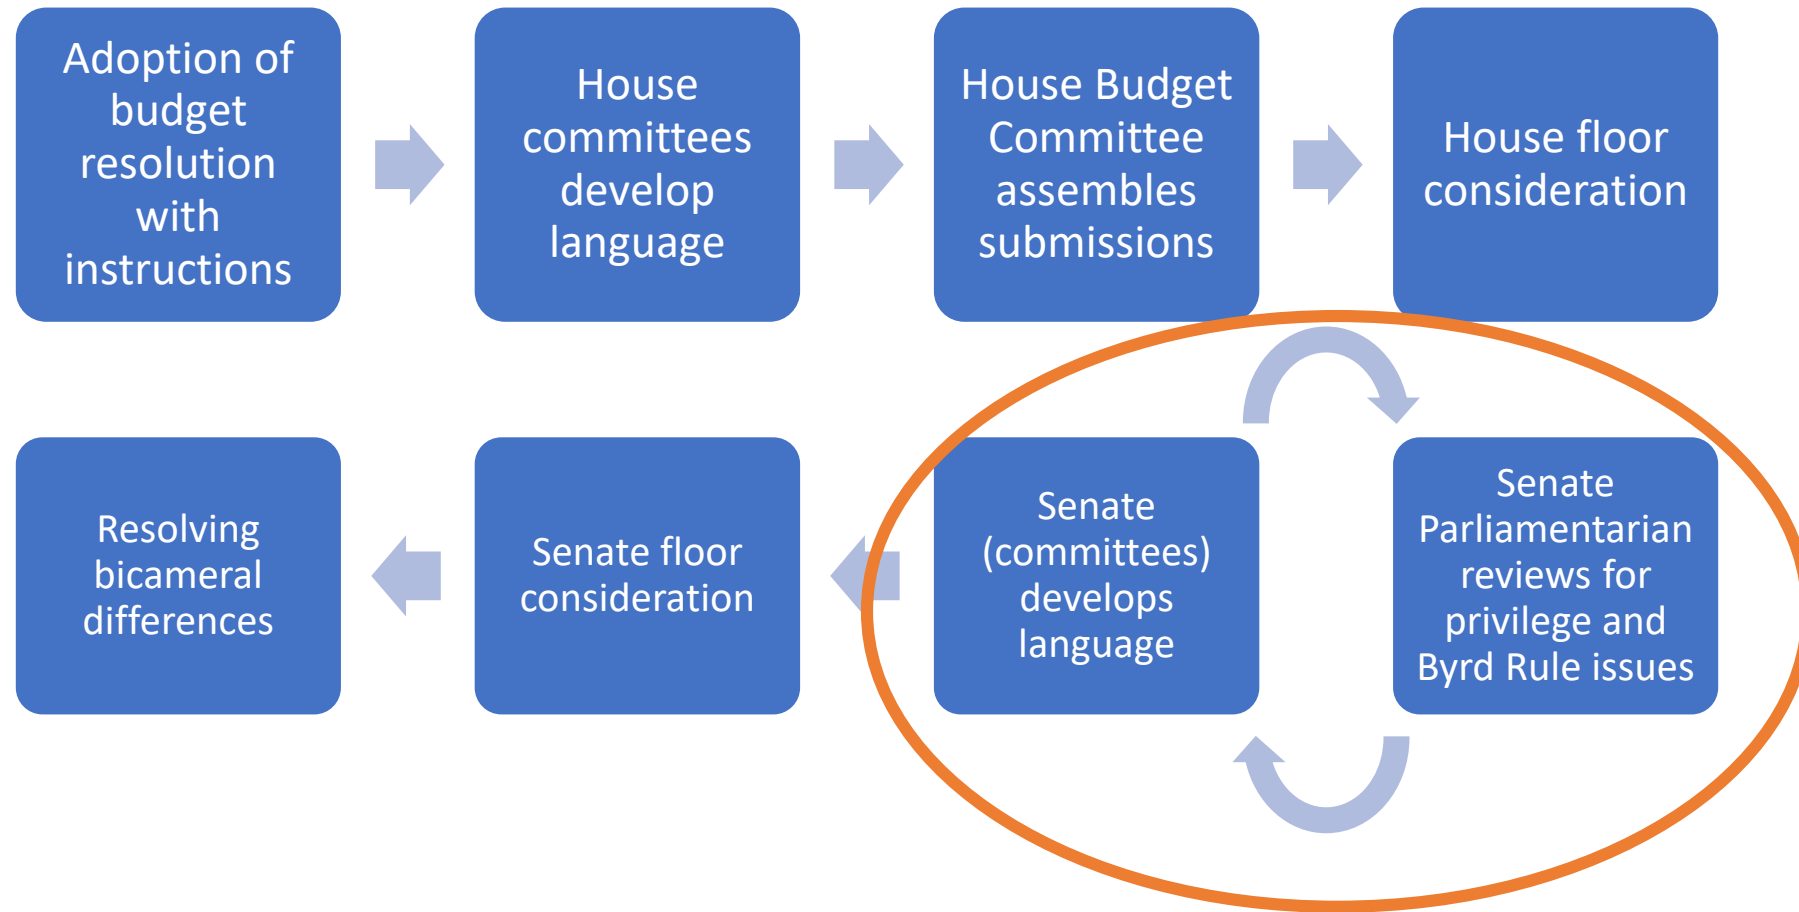 Adoption of
budget
resolution
with
instructions
House
committees
develop
language
House Budget
Committee
assembles
submissions
House floor
consideration
Resolving
bicameral
differences
Senate floor
consideration
Senate
(committees)
develops
language
Senate
Parliamentarian
reviews for
privilege and
Byrd Rule issues